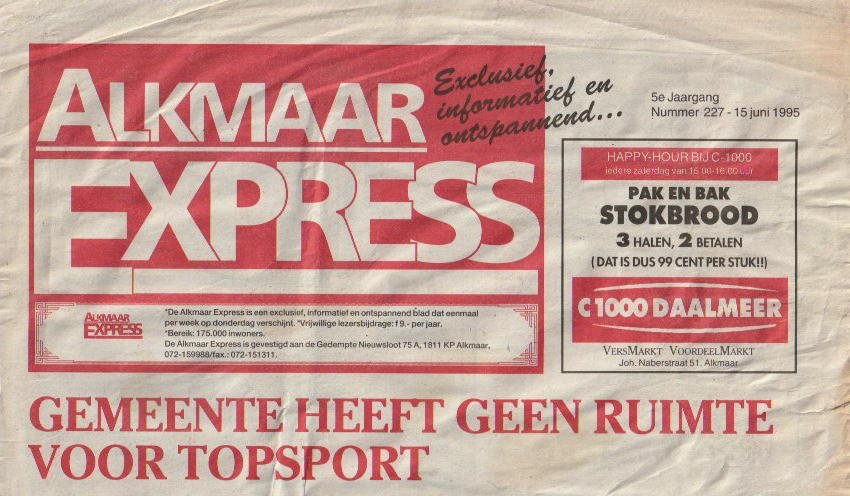 ALKMAAR
EXPRESS
Exclusief,
informatief en
ontspannend...
5e Jaargang
Nummer 227 - 15 juni 1995
HAPPY-HOUR BIJ C-1000
iedere zaterdag van 15.00-16.00 uur
PAK EN BAK
STOKBROOD
3 HALEN, 2 BETALEN
(DAT IS DUS 99 CENT PER STUK!!)
C1000 DAALMEER
VERSMARKT VOORDEELMARKT
Joh. Naberstraat 51, Alkmaar
ALKMAAR
EXPRESS
*De Alkmaar Express is een exclusief, informatief en ontspannend blad dat eenmaal
per week op donderdag verschijnt. *Vrijwillige lezersbijdrage: f 9.- per jaar.
*Bereik: 175.000 inwoners.
De Alkmaar Express is gevestigd aan de Gedempte Nieuwsloot 75 A, 1811 KP Alkmaar,
072-159988/fax.: 072-151311.
GEMEENTE HEEFT GEEN RUIMTE
VOOR TOPSPORT